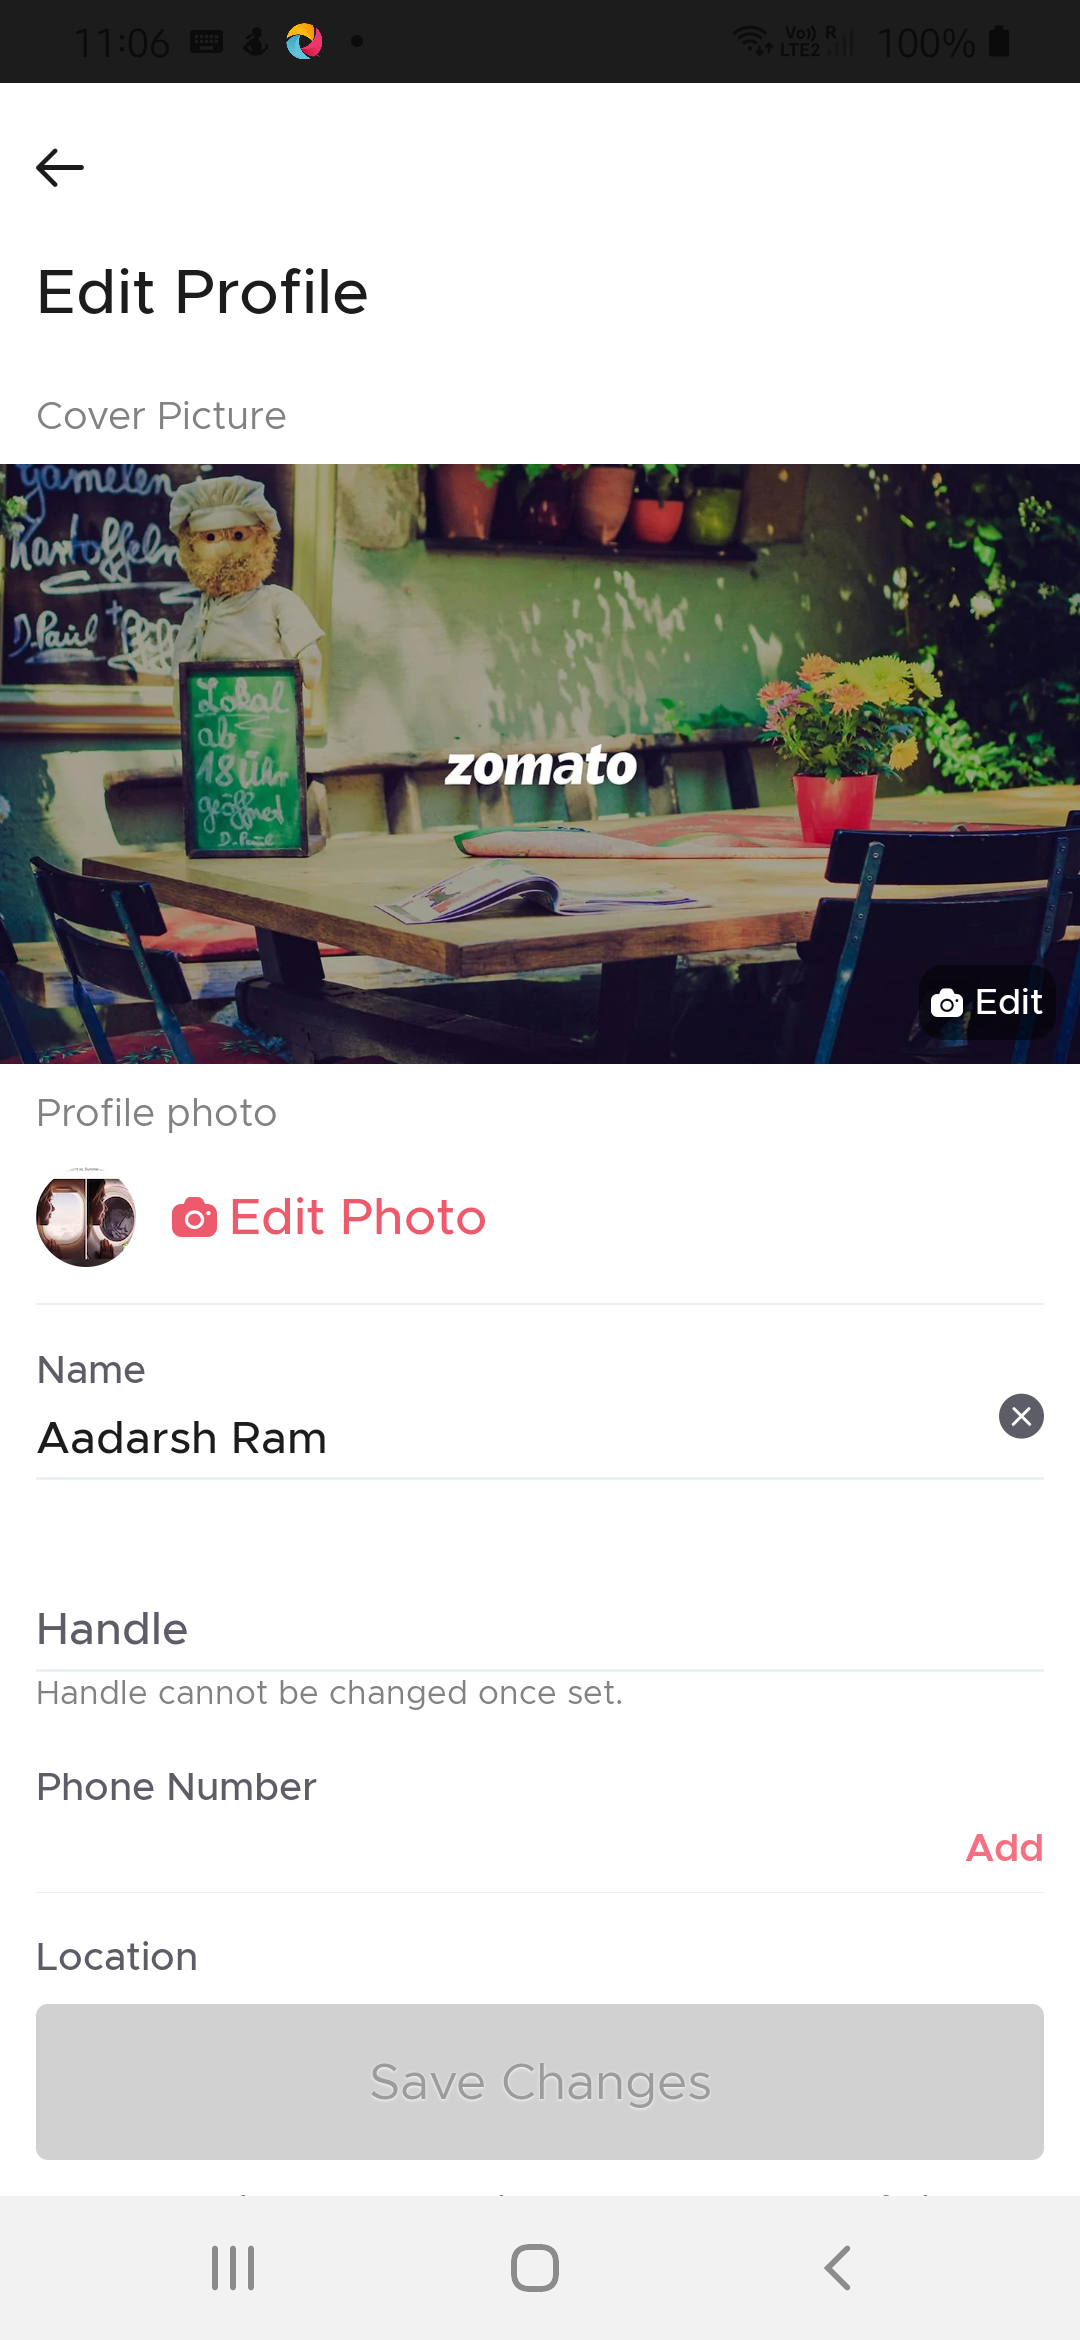 11:06
Vo)) R
LTE2
100%
Edit Profile
Cover Picture
Kartoffeln
D. Paul
Lokal
ab
18 Uhr
geöffnet
D. Paul
zomato
Edit
Profile photo
Edit Photo
Name
Aadarsh Ram
Handle
Handle cannot be changed once set.
Phone Number
Add
Location
Save Changes